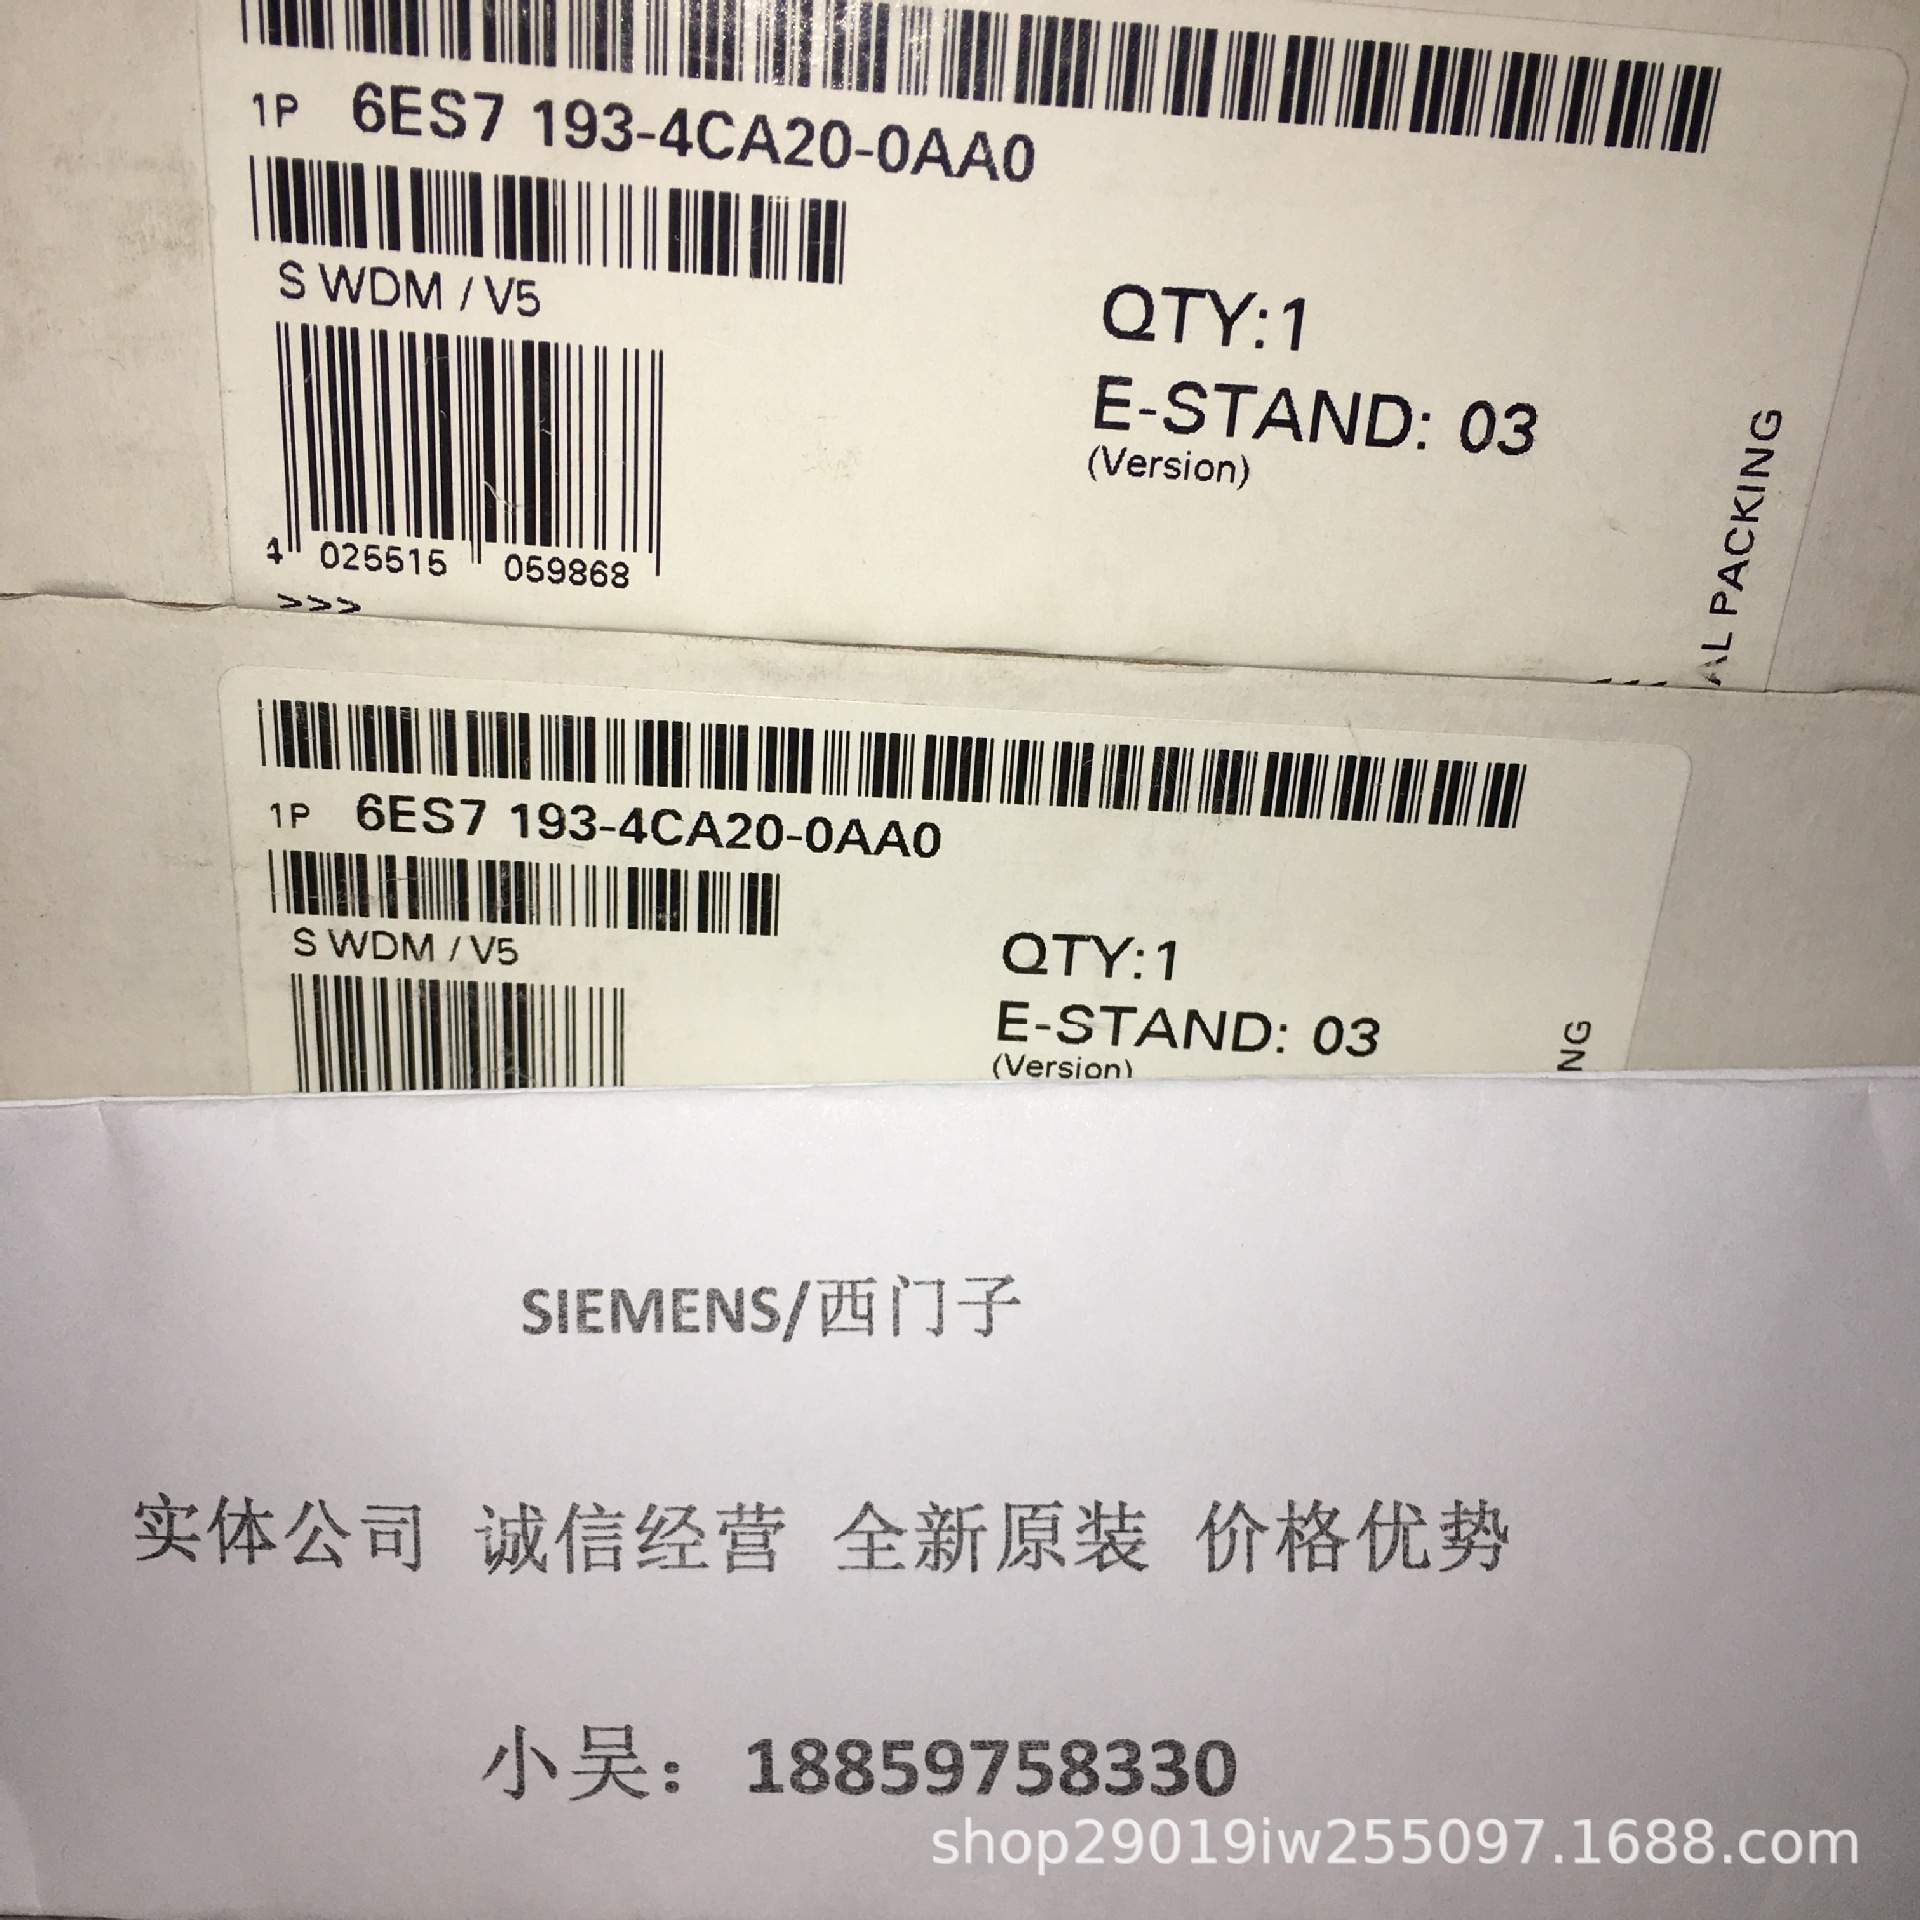 1P 6ES7 193-4CA20-0AA0
S WDM / V5
QTY:1
E-STAND: 03
(Version)
4 025515 059868
>>>
PACKING
1P 6ES7 193-4CA20-0AA0
S WDM / V5
QTY:1
E-STAND: 03
(Version)
SIEMENS/西门子
实体公司 诚信经营 全新原装 价格优势
小吴：18859758330
shop29019iw255097.1688.com